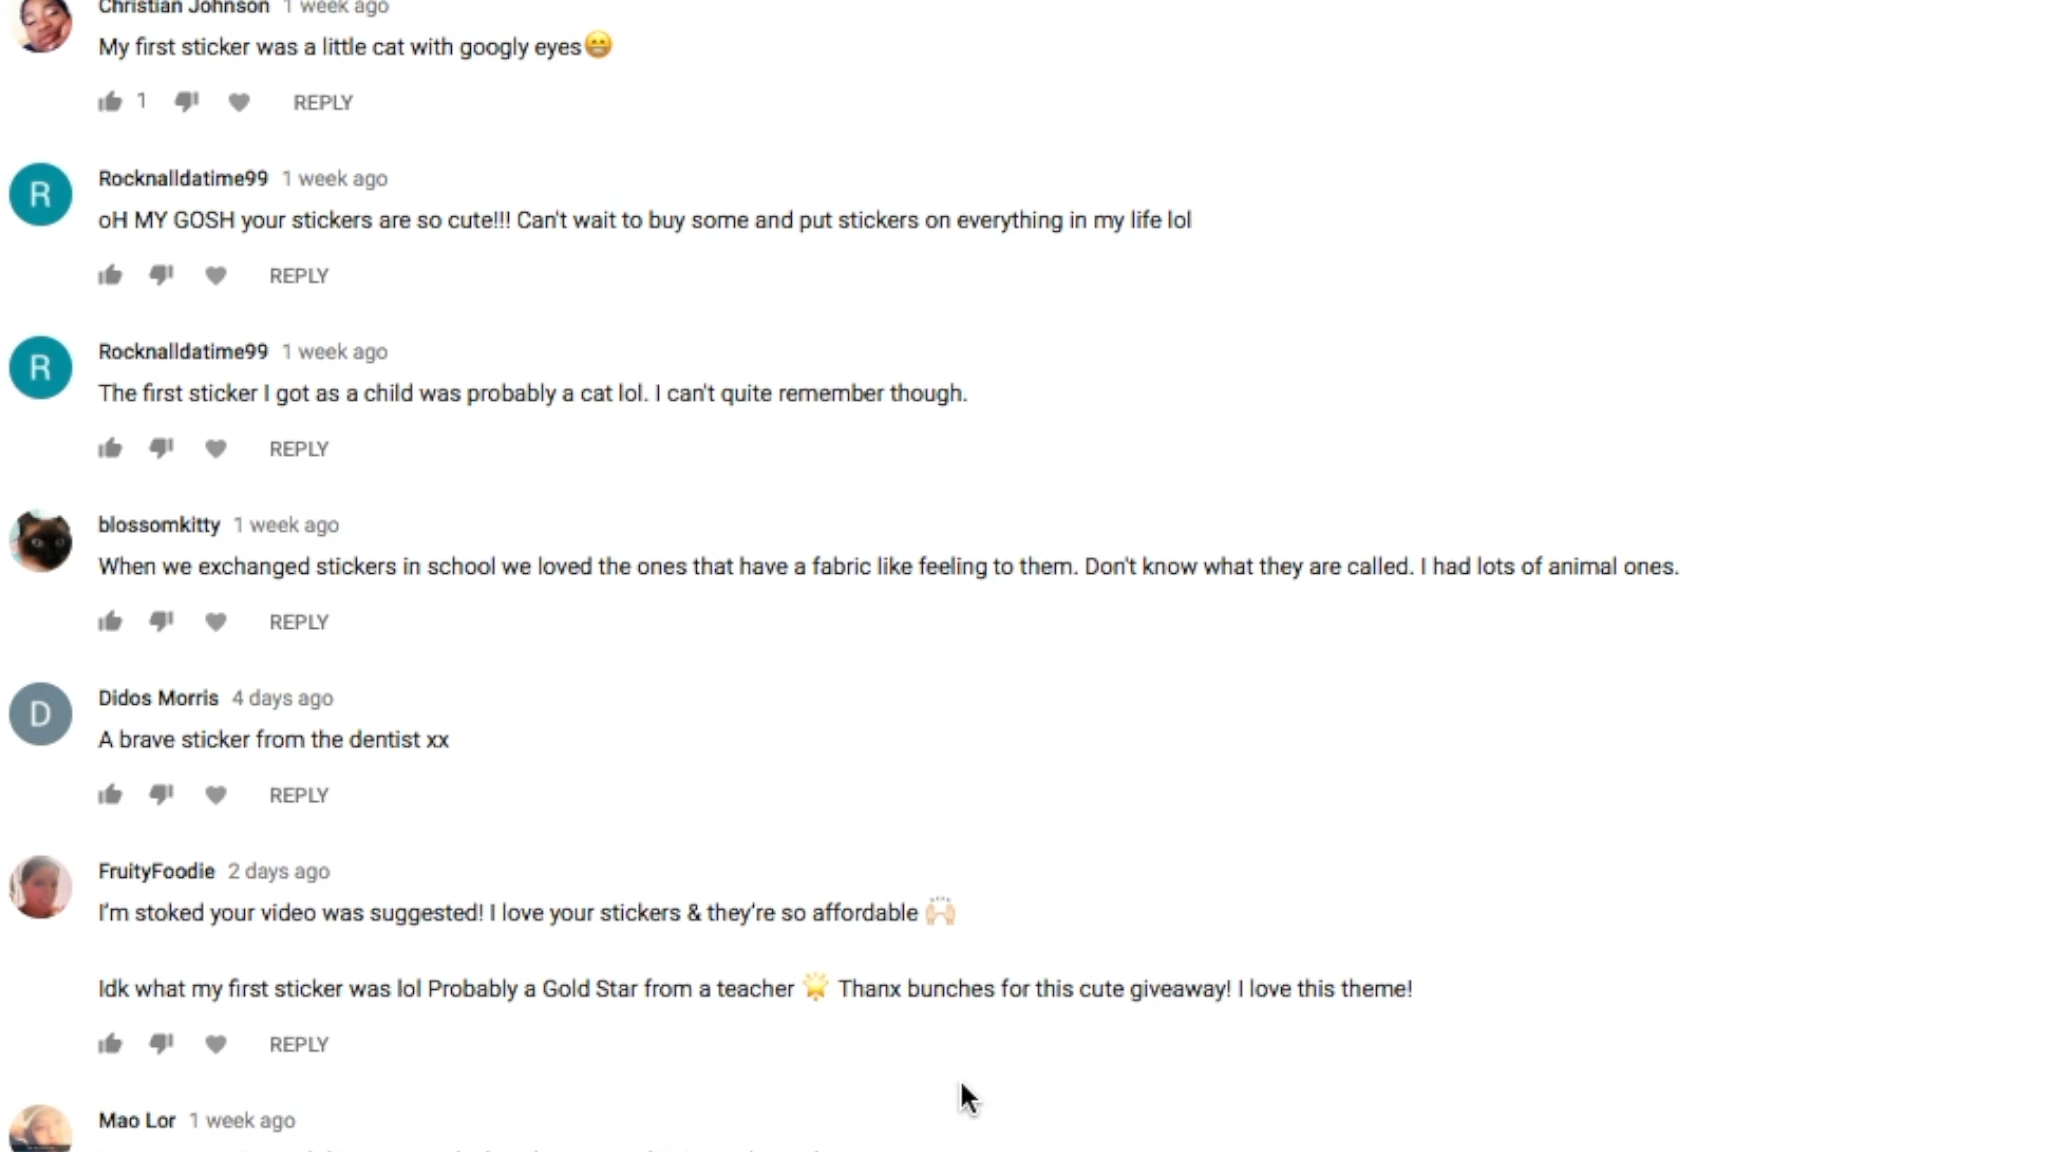 Christian Johnson 1 week ago
My first sticker was a little cat with googly eyes😁
1 REPLY
R
Rocknalldatime99 1 week ago
oH MY GOSH your stickers are so cute!!! Can't wait to buy some and put stickers on everything in my life lol
REPLY
R
Rocknalldatime99 1 week ago
The first sticker I got as a child was probably a cat lol. I can't quite remember though.
REPLY
blossomkitty 1 week ago
When we exchanged stickers in school we loved the ones that have a fabric like feeling to them. Don't know what they are called. I had lots of animal ones.
REPLY
D
Didos Morris 4 days ago
A brave sticker from the dentist xx
REPLY
FruityFoodie 2 days ago
I'm stoked your video was suggested! I love your stickers & they're so affordable 🙌🏻
Idk what my first sticker was lol Probably a Gold Star from a teacher 🌟 Thanx bunches for this cute giveaway! I love this theme!
REPLY
Mao Lor 1 week ago